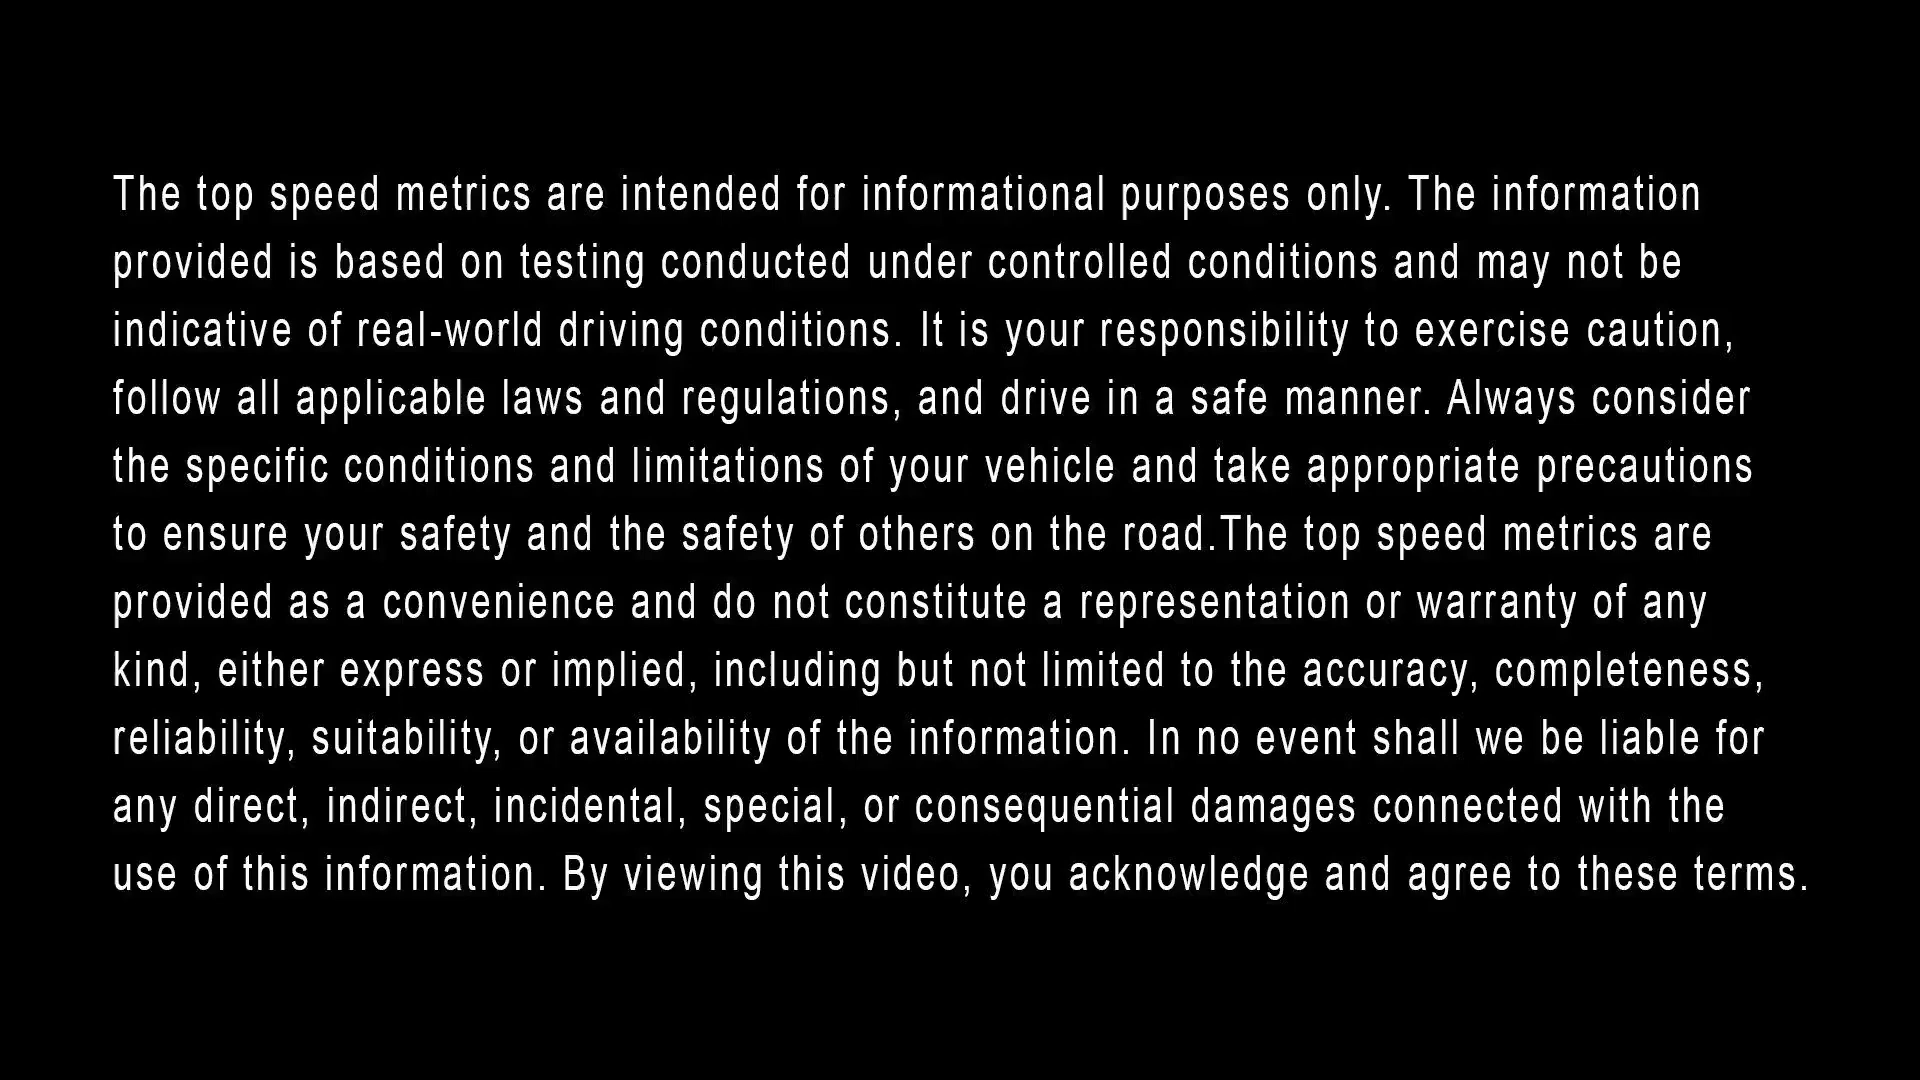 The top speed metrics are intended for informational purposes only. The information
provided is based on testing conducted under controlled conditions and may not be
indicative of real-world driving conditions. It is your responsibility to exercise caution,
follow all applicable laws and regulations, and drive in a safe manner. Always consider
the specific conditions and limitations of your vehicle and take appropriate precautions
to ensure your safety and the safety of others on the road.The top speed metrics are
provided as a convenience and do not constitute a representation or warranty of any
kind, either express or implied, including but not limited to the accuracy, completeness,
reliability, suitability, or availability of the information. In no event shall we be liable for
any direct, indirect, incidental, special, or consequential damages connected with the
use of this information. By viewing this video, you acknowledge and agree to these terms.